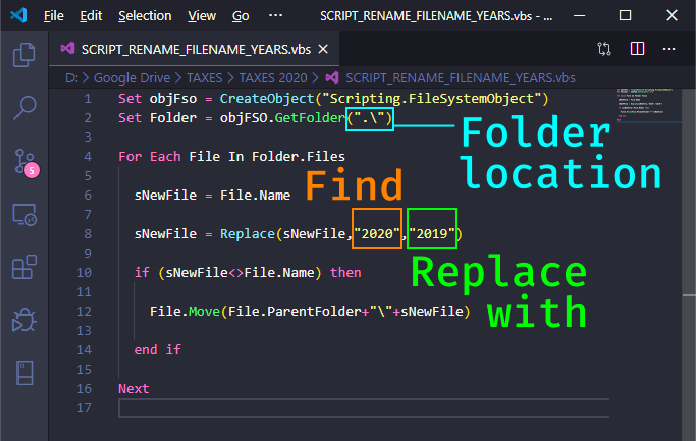 File Edit Selection View Go ··· SCRIPT_RENAME_FILENAME_YEARS.vbs - ...
SCRIPT_RENAME_FILENAME_YEARS.vbs
D: > Google Drive > TAXES > TAXES 2020 > SCRIPT_RENAME_FILENAME_YEARS.vbs
1 Set objFso = CreateObject("Scripting.FileSystemObject")
2 Set Folder = objFSO.GetFolder(".\")
Folder
location
3
4 For Each File In Folder.Files
5
Find
6 sNewFile = File.Name
7
8 sNewFile = Replace(sNewFile,"2020","2019")
Replace
with
9
10 if (sNewFile<>File.Name) then
11
12 File.Move(File.ParentFolder+"\"+sNewFile)
13
14 end if
15
16 Next
17
5